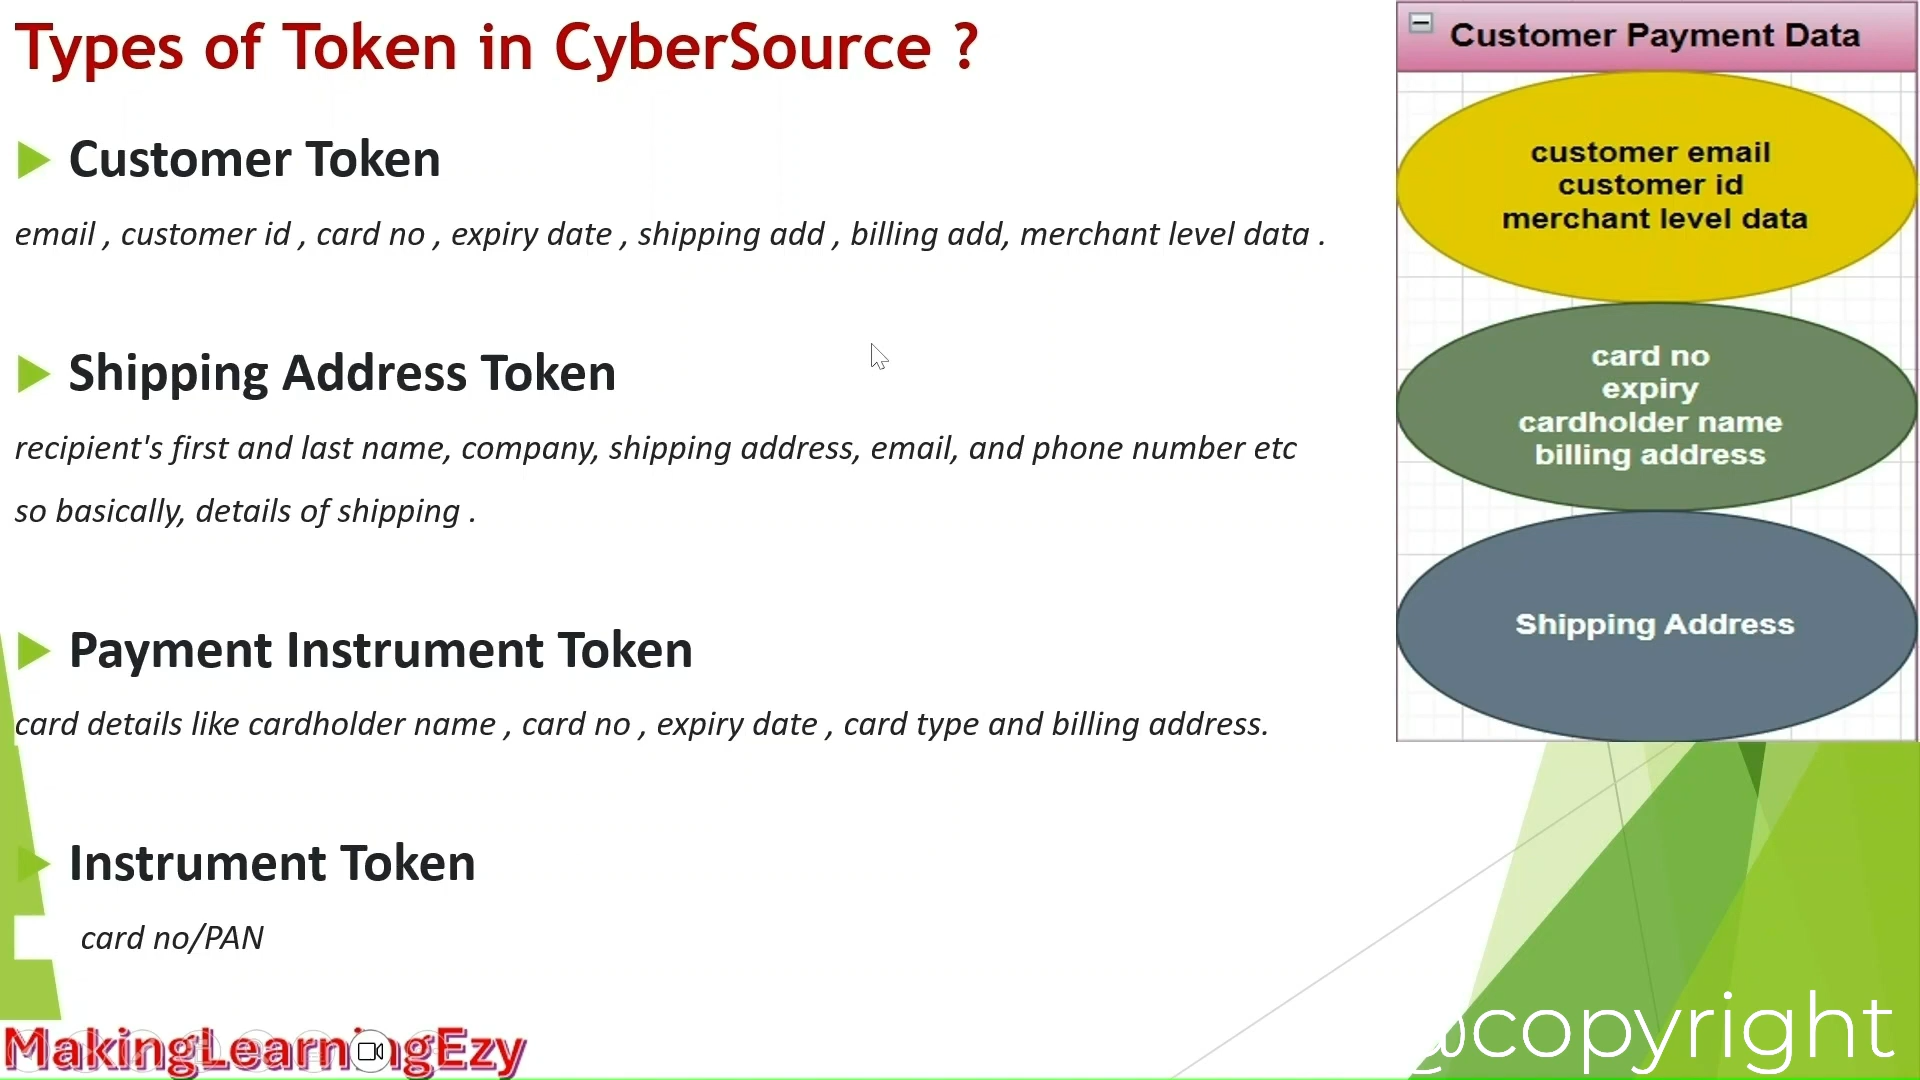 Types of Token in CyberSource ?
Customer Token
email , customer id , card no , expiry date , shipping add , billing add, merchant level data .
Shipping Address Token
recipient's first and last name, company, shipping address, email, and phone number etc
so basically, details of shipping .
Payment Instrument Token
card details like cardholder name , card no , expiry date , card type and billing address.
Instrument Token
card no/PAN
Customer Payment Data
customer email
customer id
merchant level data
card no
expiry
cardholder name
billing address
Shipping Address
MakingLearningEzy
@copyright